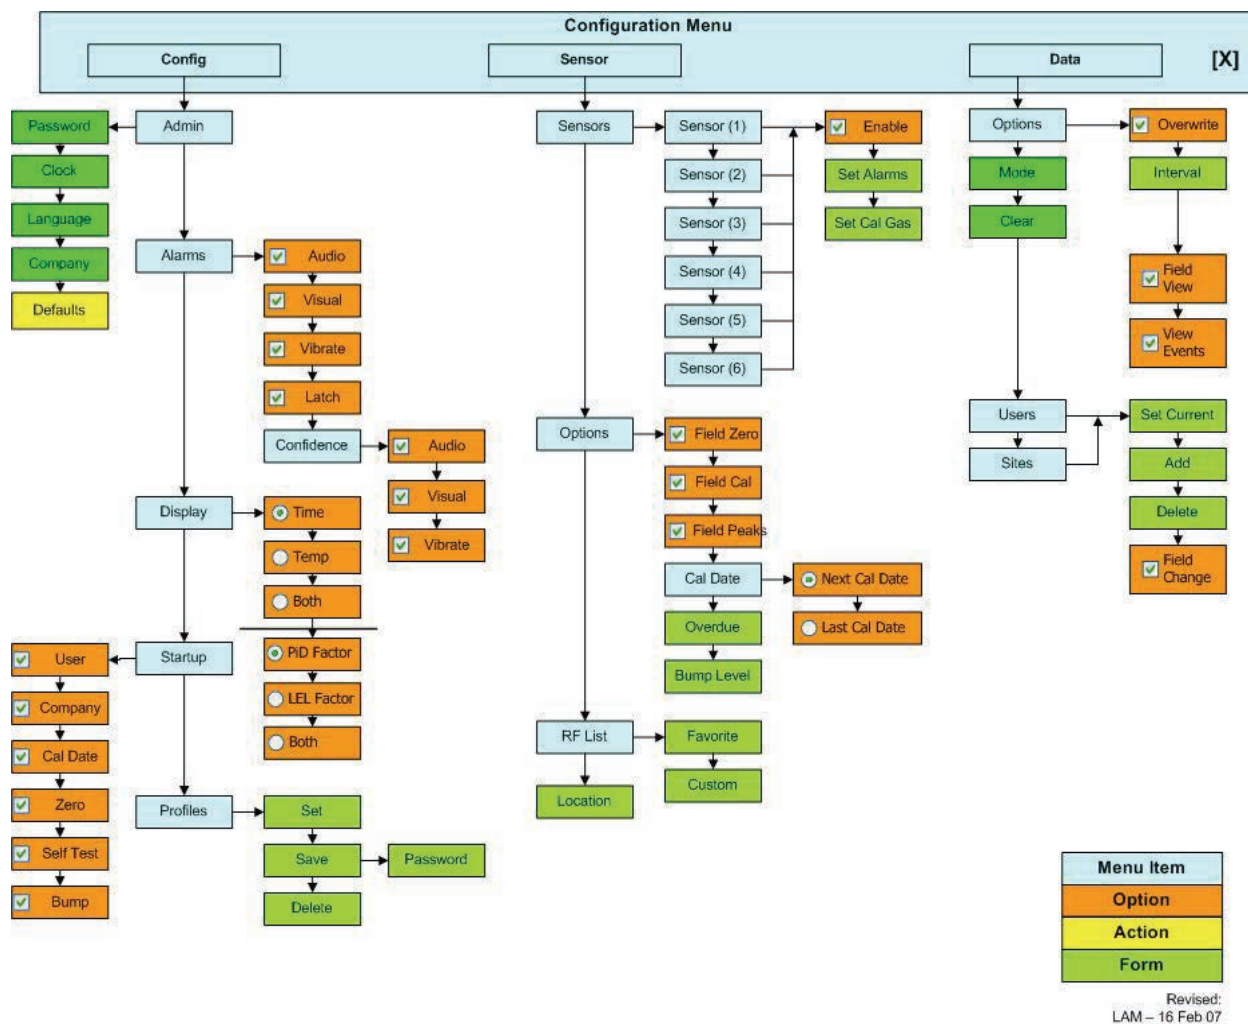 Configuration Menu
Config
Sensor
Data
[X]
Password
Admin
Clock
Language
Company
Defaults
Alarms
Audio
Visual
Vibrate
Latch
Confidence
Audio
Visual
Vibrate
Display
Time
Temp
Both
PiD Factor
LEL Factor
Both
Startup
User
Company
Cal Date
Zero
Self Test
Bump
Profiles
Set
Save
Password
Delete
Sensors
Sensor (1)
Sensor (2)
Sensor (3)
Sensor (4)
Sensor (5)
Sensor (6)
Enable
Set Alarms
Set Cal Gas
Options
Field Zero
Field Cal
Field Peaks
Cal Date
Next Cal Date
Last Cal Date
Overdue
Bump Level
RF List
Favorite
Custom
Location
Options
Overwrite
Mode
Interval
Clear
Field
View
View
Events
Users
Sites
Set Current
Add
Delete
Field
Change
Menu Item
Option
Action
Form
Revised:
LAM – 16 Feb 07